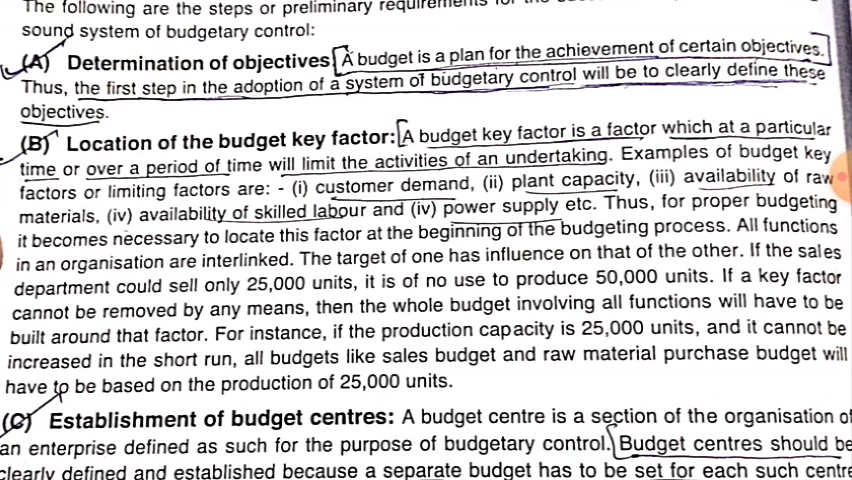 The following are the steps or preliminary requirements for the
sound system of budgetary control:
(A) Determination of objectives: A budget is a plan for the achievement of certain objectives.
Thus, the first step in the adoption of a system of budgetary control will be to clearly define these
objectives.
(B) Location of the budget key factor: A budget key factor is a factor which at a particular
time or over a period of time will limit the activities of an undertaking. Examples of budget key
factors or limiting factors are: - (i) customer demand, (ii) plant capacity, (iii) availability of raw
materials, (iv) availability of skilled labour and (iv) power supply etc. Thus, for proper budgeting
it becomes necessary to locate this factor at the beginning of the budgeting process. All functions
in an organisation are interlinked. The target of one has influence on that of the other. If the sales
department could sell only 25,000 units, it is of no use to produce 50,000 units. If a key factor
cannot be removed by any means, then the whole budget involving all functions will have to be
built around that factor. For instance, if the production capacity is 25,000 units, and it cannot be
increased in the short run, all budgets like sales budget and raw material purchase budget will
have to be based on the production of 25,000 units.
(C) Establishment of budget centres: A budget centre is a section of the organisation of
an enterprise defined as such for the purpose of budgetary control. Budget centres should be
clearly defined and established because a separate budget has to be set for each such centre